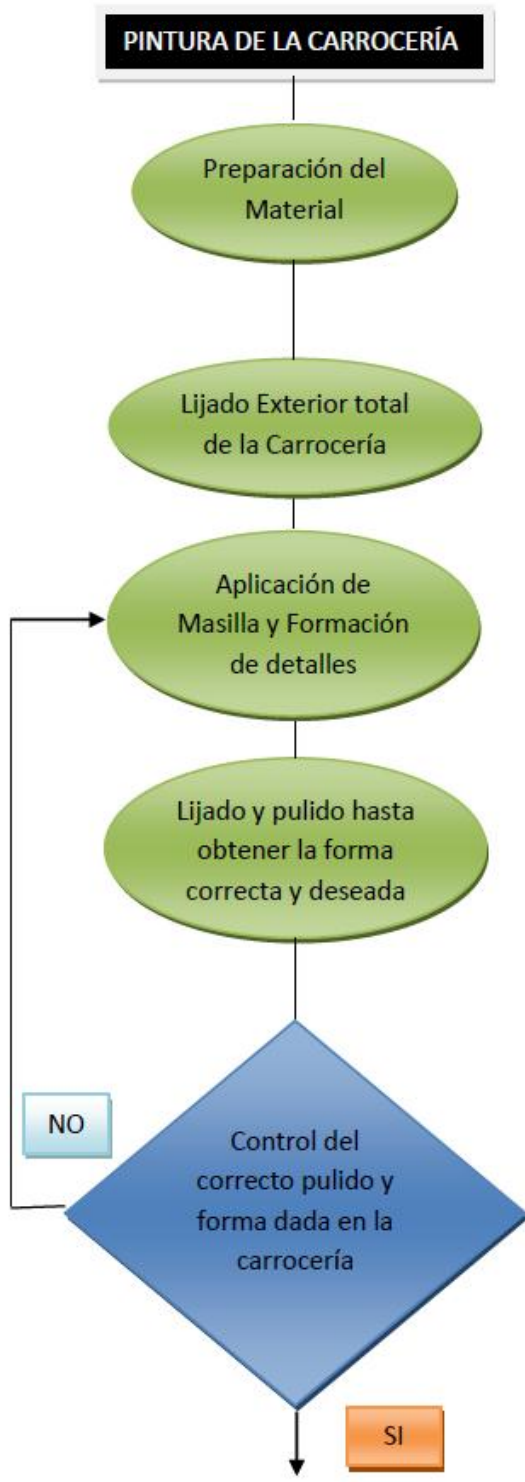 PINTURA DE LA CARROCERÍA
Preparación del
Material
Lijado Exterior total
de la Carrocería
Aplicación de
Masilla y Formación
de detalles
Lijado y pulido hasta
obtener la forma
correcta y deseada
NO
Control del
correcto pulido y
forma dada en la
carrocería
SI